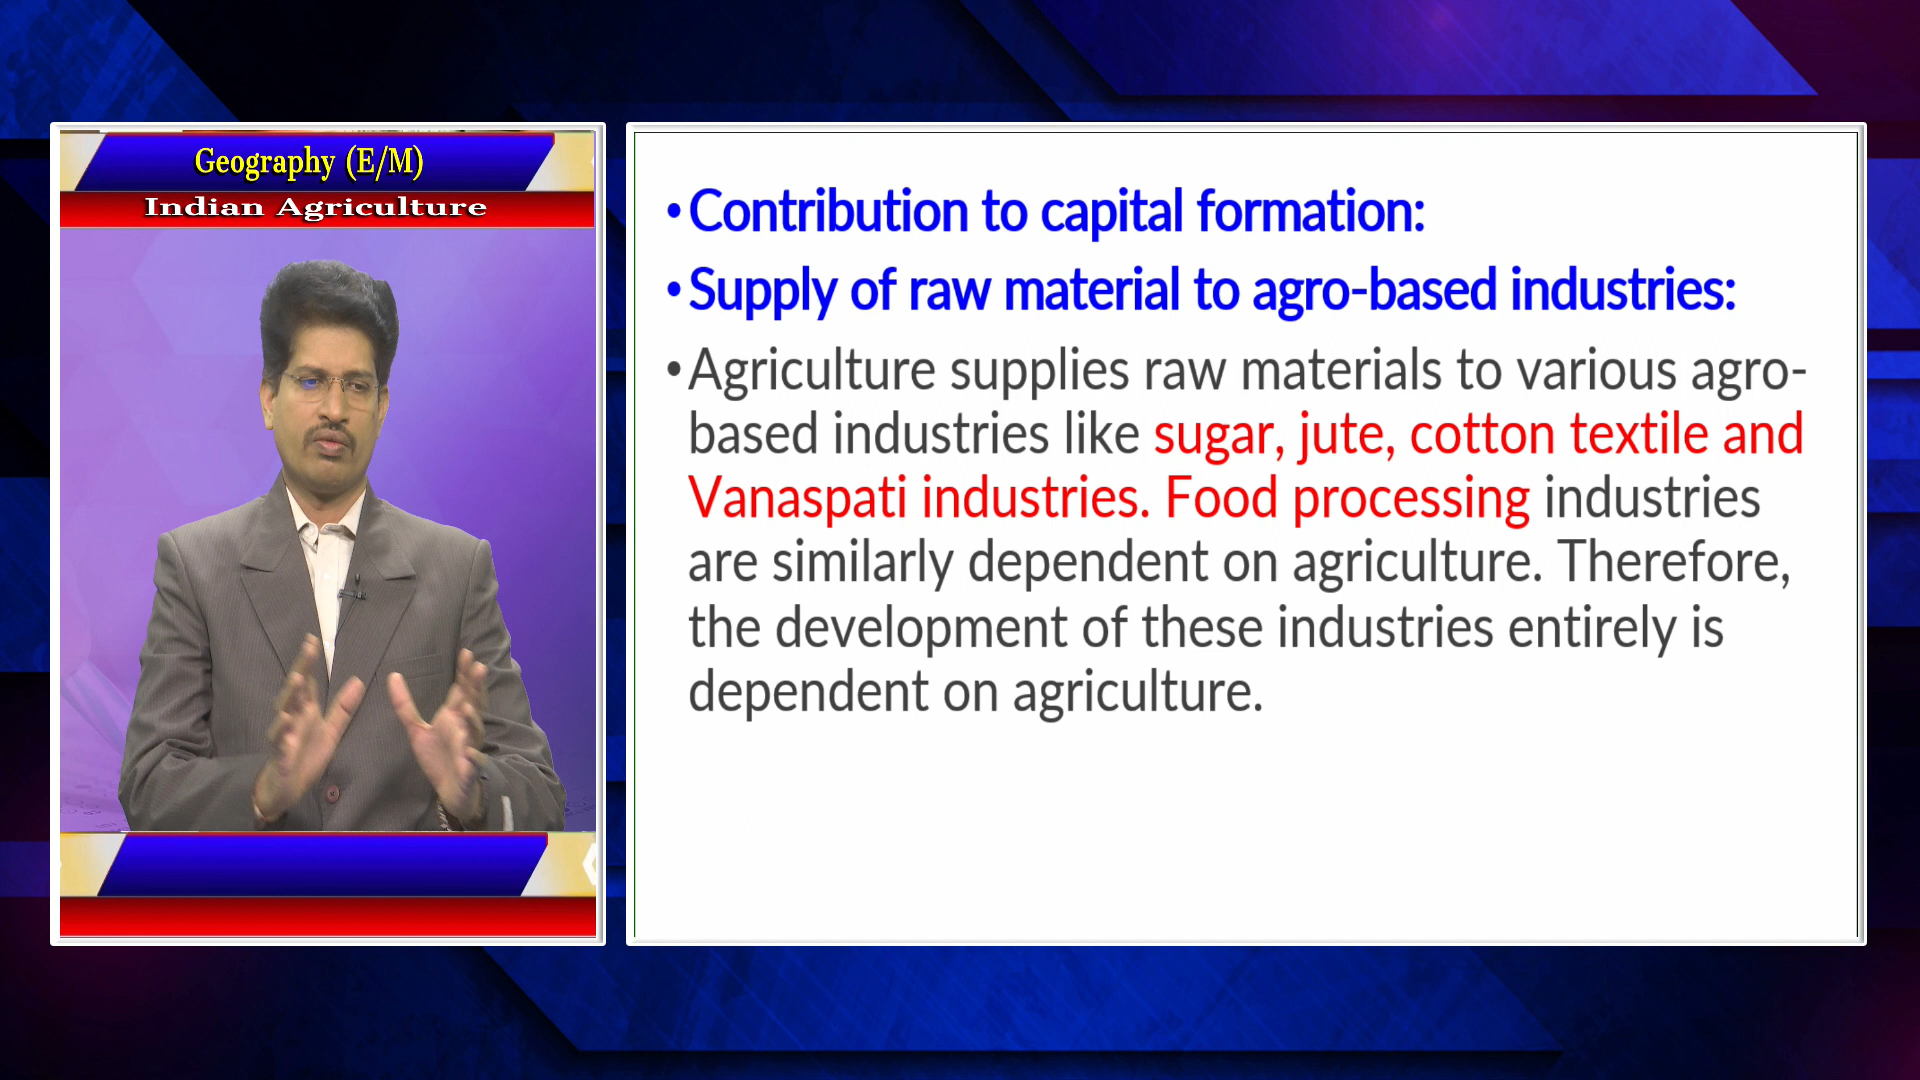 Geography (E/M)
Indian Agriculture
•Contribution to capital formation:
•Supply of raw material to agro-based industries:
•Agriculture supplies raw materials to various agro-
based industries like sugar, jute, cotton textile and
Vanaspati industries. Food processing industries
are similarly dependent on agriculture. Therefore,
the development of these industries entirely is
dependent on agriculture.